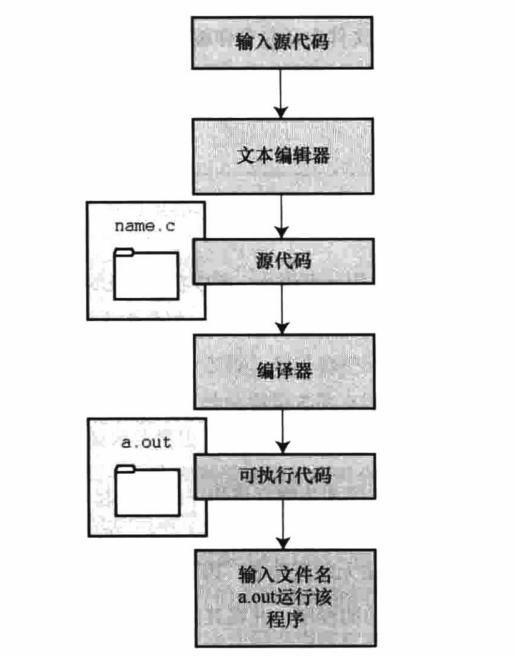 输入源代码
文本编辑器
name.c
源代码
编译器
a.out
可执行代码
输入文件名
a.out运行该
程序